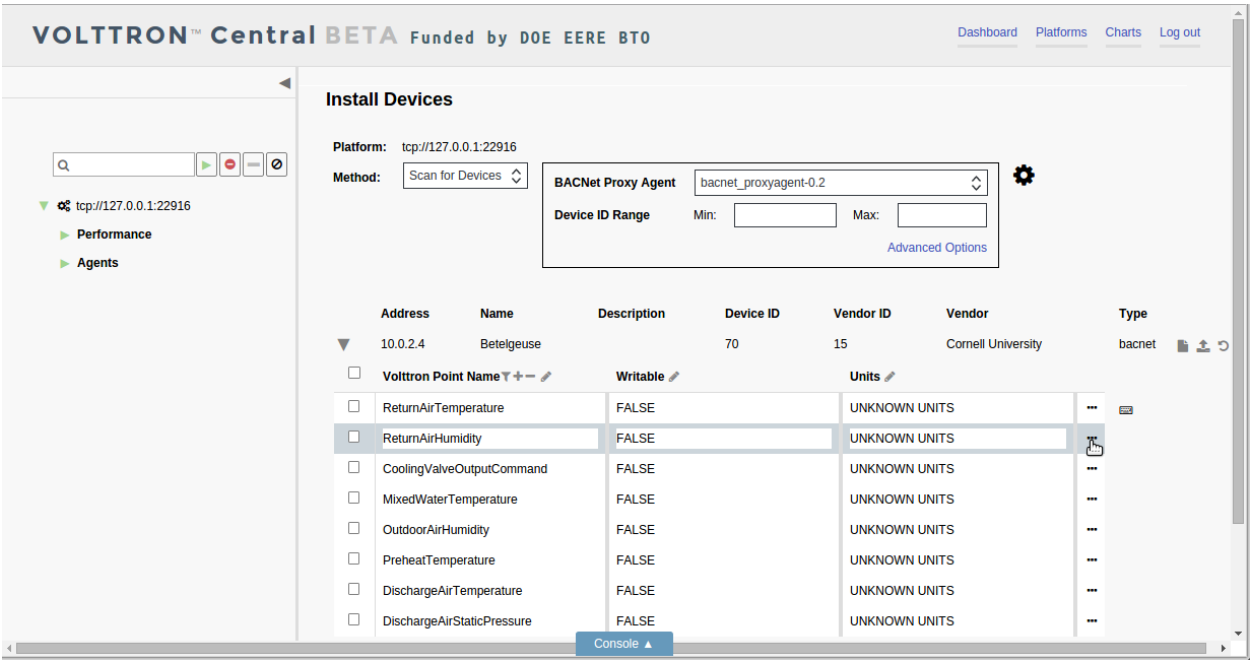 VOLTTRON™ Central BETA Funded by DOE EERE BTO
Dashboard Platforms Charts Log out
Install Devices
Platform: tcp://127.0.0.1:22916
Method: Scan for Devices
BACNet Proxy Agent bacnet_proxyagent-0.2
Device ID Range Min: Max:
Advanced Options
tcp://127.0.0.1:22916
Performance
Agents
Address Name Description Device ID Vendor ID Vendor Type
10.0.2.4 Betelgeuse 70 15 Cornell University bacnet
Volttron Point Name Writable Units
ReturnAirTemperature FALSE UNKNOWN UNITS
ReturnAirHumidity FALSE UNKNOWN UNITS
CoolingValveOutputCommand FALSE UNKNOWN UNITS
MixedWaterTemperature FALSE UNKNOWN UNITS
OutdoorAirHumidity FALSE UNKNOWN UNITS
PreheatTemperature FALSE UNKNOWN UNITS
DischargeAirTemperature FALSE UNKNOWN UNITS
DischargeAirStaticPressure FALSE UNKNOWN UNITS
Console ▲